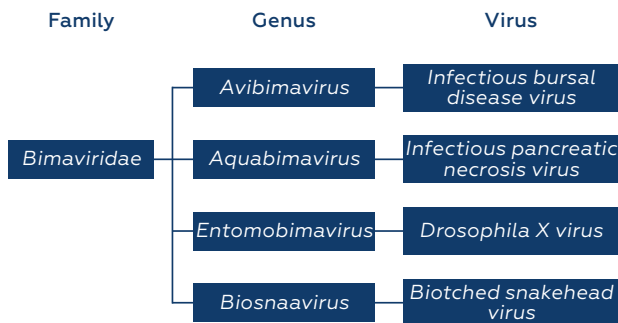 Family Genus Virus
Avibimavirus
Infectious bursal
disease virus
Bimaviridae
Aquabimavirus
Infectious pancreatic
necrosis virus
Entomobimavirus
Drosophila X virus
Biosnaavirus
Biotched snakehead
virus